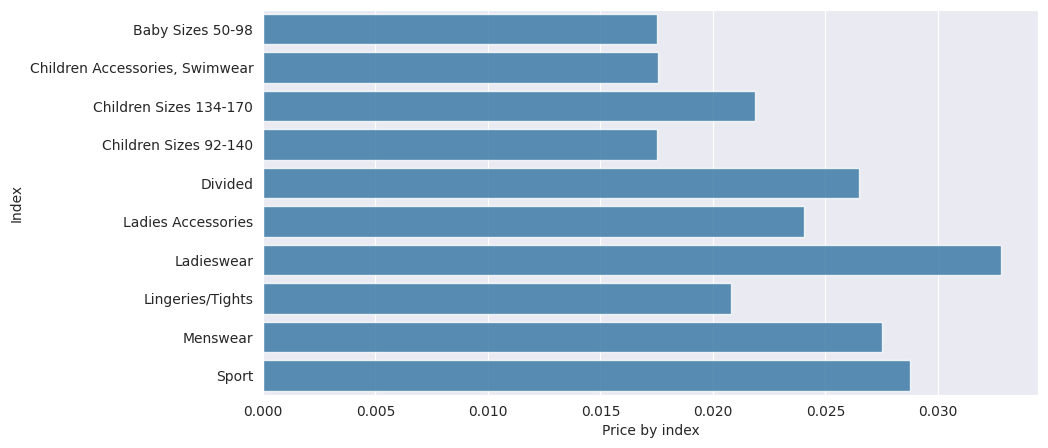 Baby Sizes 50-98
Children Accessories, Swimwear
Children Sizes 134-170
Children Sizes 92-140
Divided
Ladies Accessories
Ladieswear
Lingeries/Tights
Menswear
Sport
Index
0.000 0.005 0.010 0.015 0.020 0.025 0.030
Price by index